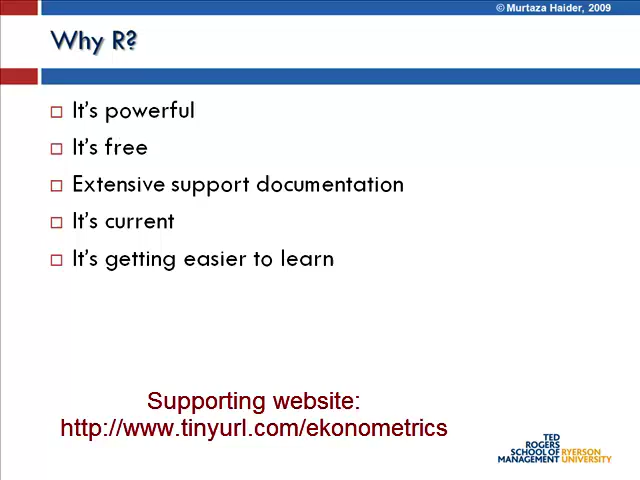 © Murtaza Haider, 2009
Why R?
It's powerful
It's free
Extensive support documentation
It's current
It's getting easier to learn
Supporting website:
http://www.tinyurl.com/ekonometrics
TED
ROGERS
SCHOOL OF RYERSON
MANAGEMENT UNIVERSITY